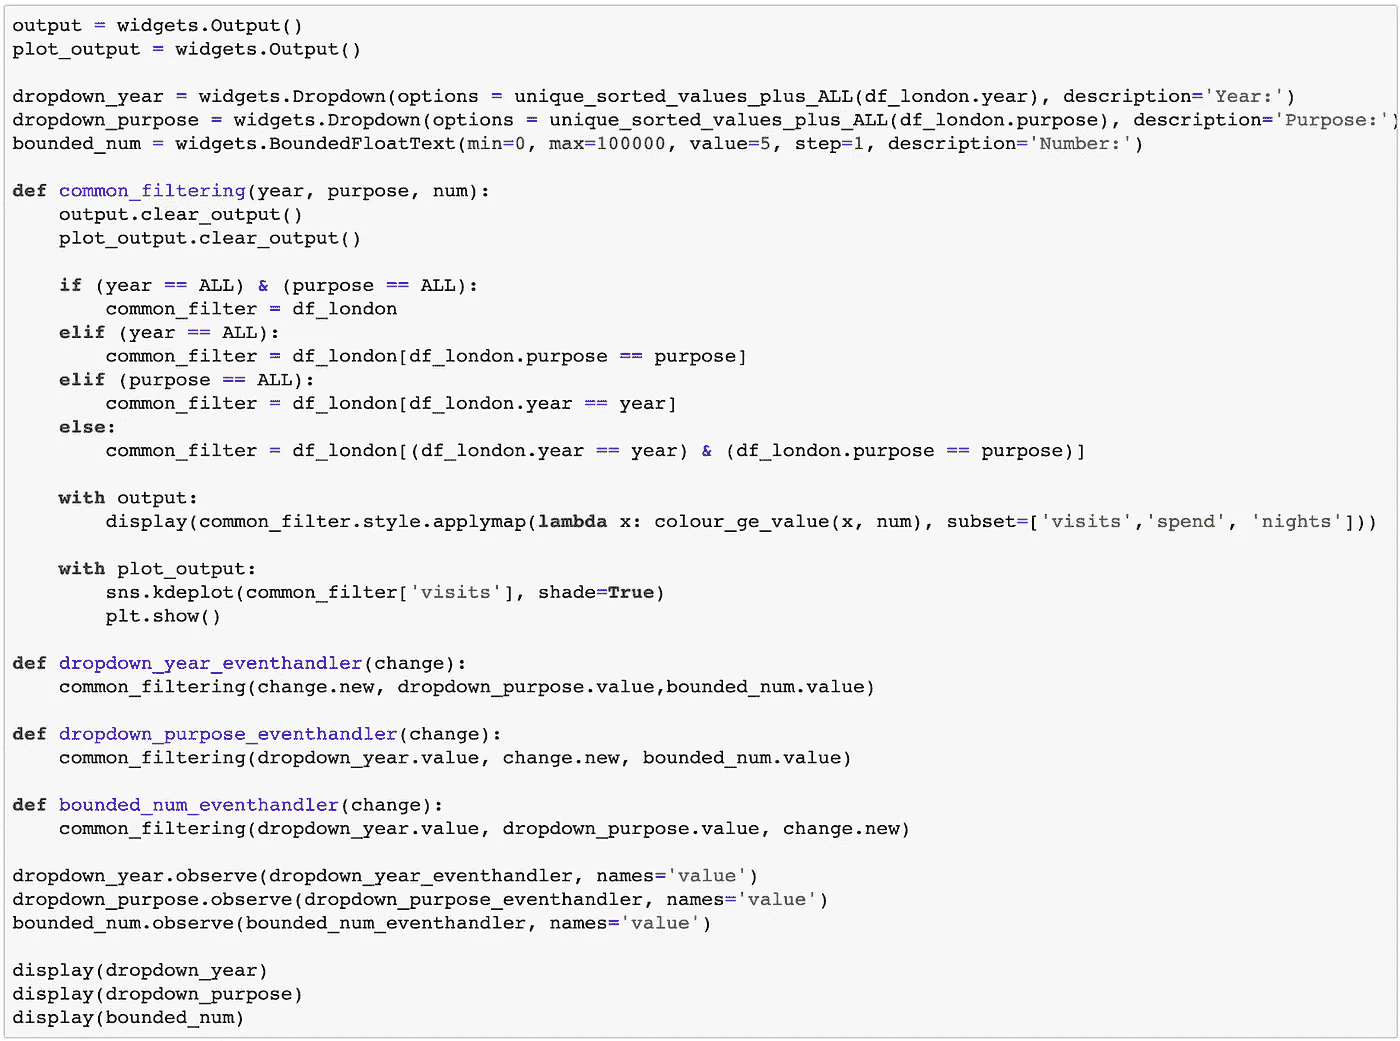 output = widgets.Output()
plot_output = widgets.Output()

dropdown_year = widgets.Dropdown(options = unique_sorted_values_plus_ALL(df_london.year), description='Year:')
dropdown_purpose = widgets.Dropdown(options = unique_sorted_values_plus_ALL(df_london.purpose), description='Purpose:')
bounded_num = widgets.BoundedFloatText(min=0, max=100000, value=5, step=1, description='Number:')

def common_filtering(year, purpose, num):
    output.clear_output()
    plot_output.clear_output()

    if (year == ALL) & (purpose == ALL):
        common_filter = df_london
    elif (year == ALL):
        common_filter = df_london[df_london.purpose == purpose]
    elif (purpose == ALL):
        common_filter = df_london[df_london.year == year]
    else:
        common_filter = df_london[(df_london.year == year) & (df_london.purpose == purpose)]

    with output:
        display(common_filter.style.applymap(lambda x: colour_ge_value(x, num), subset=['visits','spend', 'nights']))

    with plot_output:
        sns.kdeplot(common_filter['visits'], shade=True)
        plt.show()

def dropdown_year_eventhandler(change):
    common_filtering(change.new, dropdown_purpose.value,bounded_num.value)

def dropdown_purpose_eventhandler(change):
    common_filtering(dropdown_year.value, change.new, bounded_num.value)

def bounded_num_eventhandler(change):
    common_filtering(dropdown_year.value, dropdown_purpose.value, change.new)

dropdown_year.observe(dropdown_year_eventhandler, names='value')
dropdown_purpose.observe(dropdown_purpose_eventhandler, names='value')
bounded_num.observe(bounded_num_eventhandler, names='value')

display(dropdown_year)
display(dropdown_purpose)
display(bounded_num)